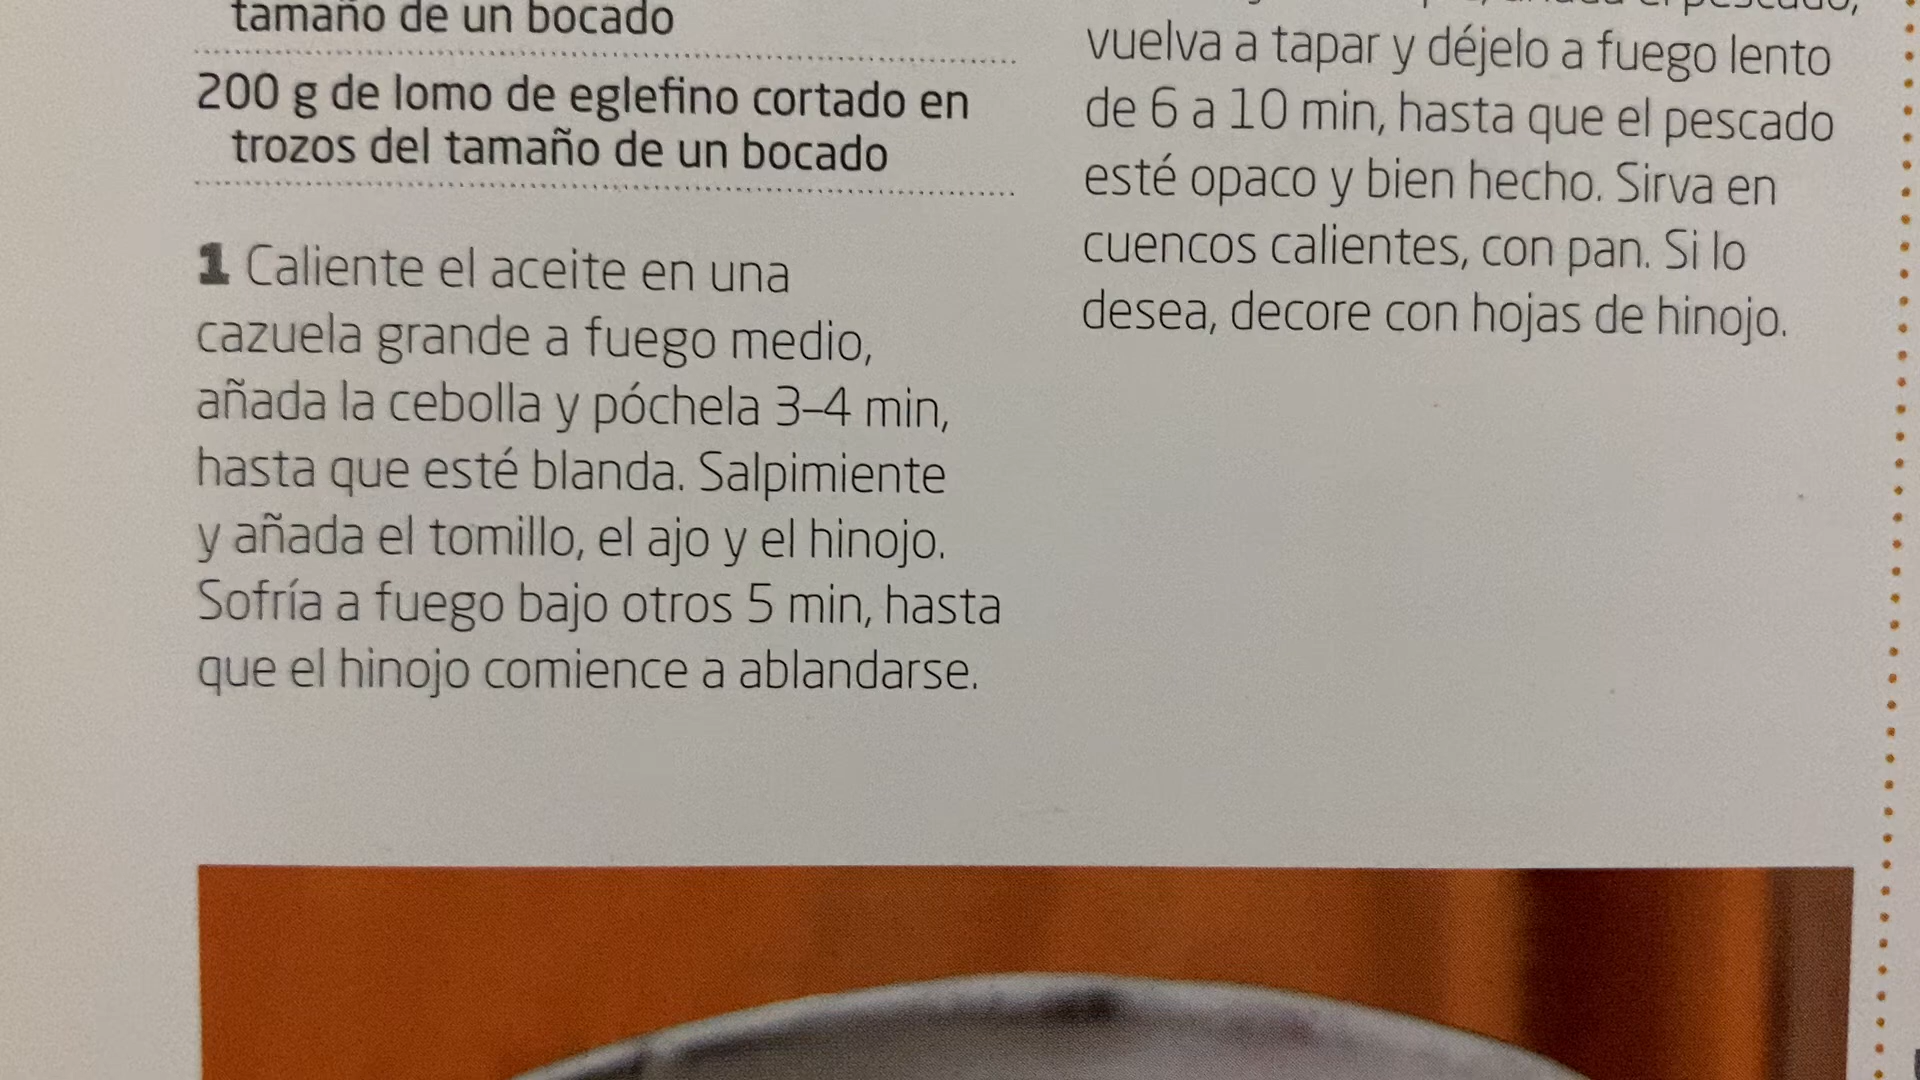 tamaño de un bocado
200 g de lomo de eglefino cortado en
trozos del tamaño de un bocado
1 Caliente el aceite en una
cazuela grande a fuego medio,
añada la cebolla y póchela 3–4 min,
hasta que esté blanda. Salpimiente
y añada el tomillo, el ajo y el hinojo.
Sofría a fuego bajo otros 5 min, hasta
que el hinojo comience a ablandarse.
el pescado,
vuelva a tapar y déjelo a fuego lento
de 6 a 10 min, hasta que el pescado
esté opaco y bien hecho. Sirva en
cuencos calientes, con pan. Si lo
desea, decore con hojas de hinojo.